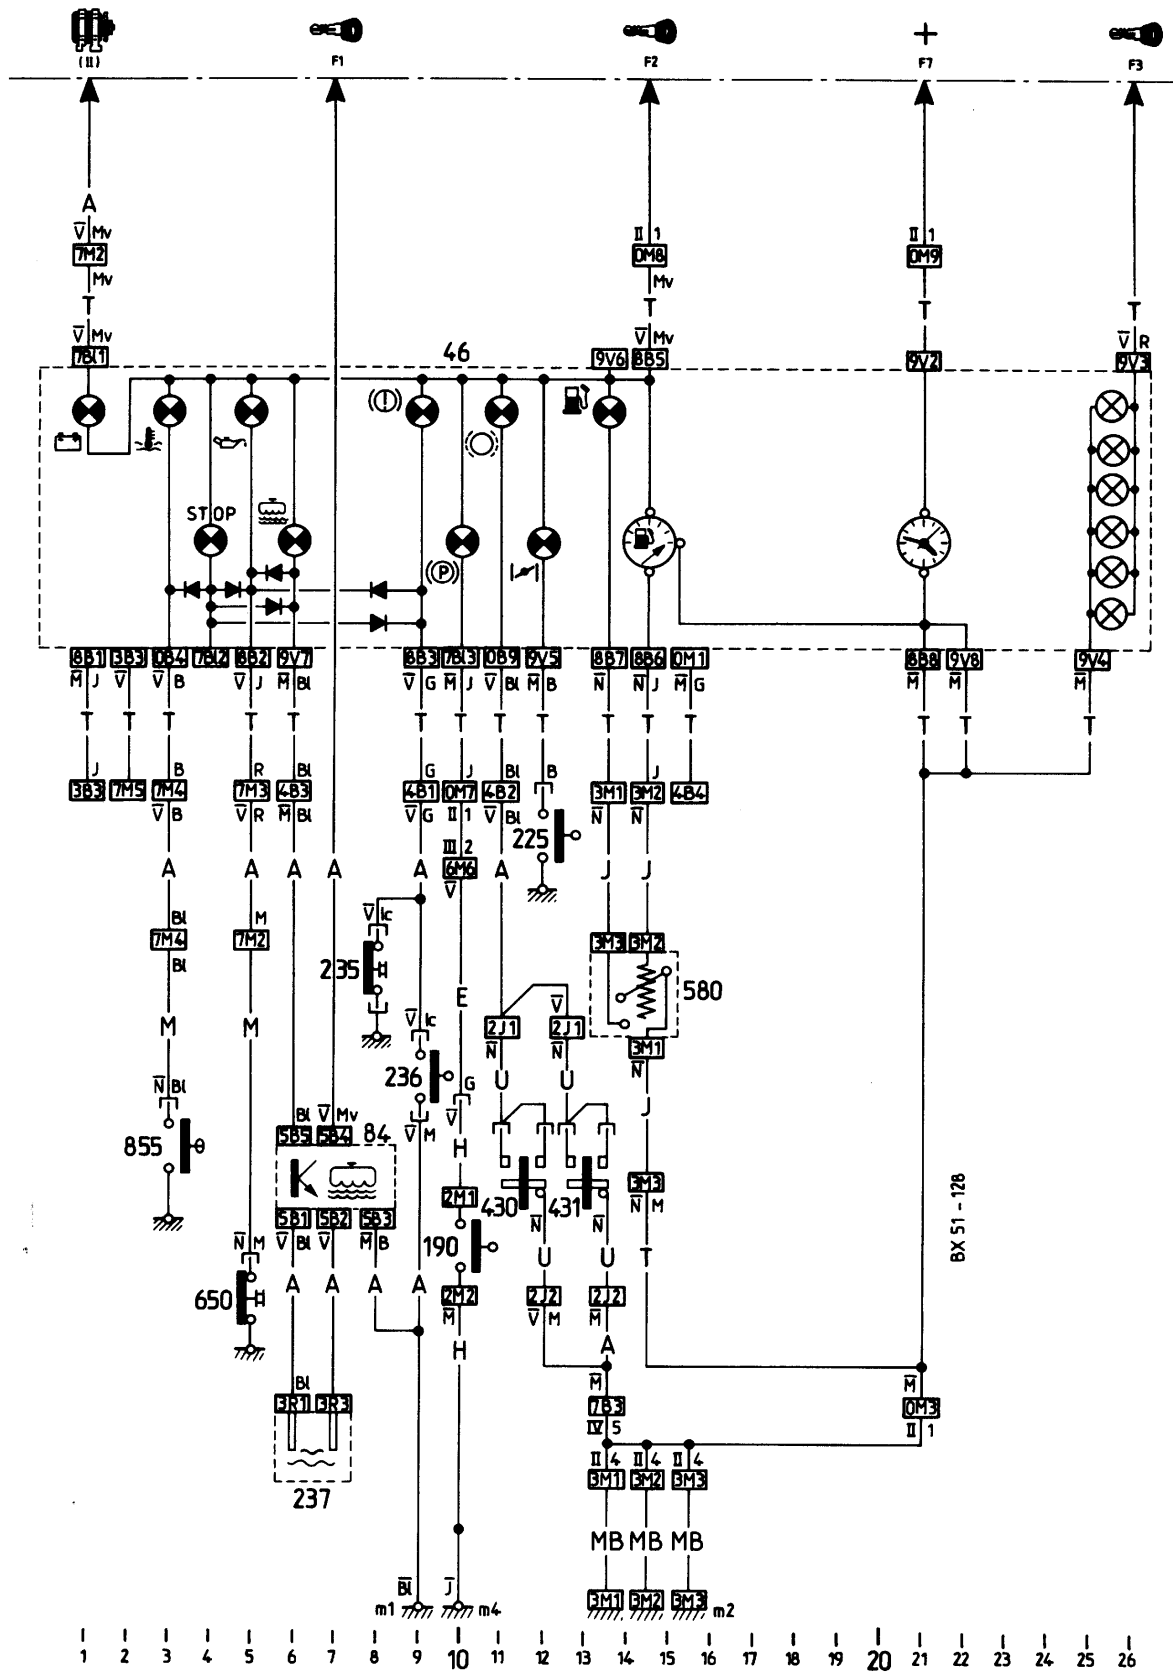 (II) F1 F2 + F7 F3
A
V̅ Mv II 1 II 1
7M2 0M8 0M9
Mv Mv
T T T T
V̅ Mv V̅ Mv V̅ R
7Bl1 46 9V6 8B5 9V2 9V3
STOP
P
8B1 3B3 0B4 7Bl2 8B2 9V7 8B3 7Bl3 0B9 9V5 8B7 8B6 0M1 8B8 9V8 9V4
M̅ J V̅ V̅ B V̅ J M̅ Bl V̅ G M̅ J V̅ Bl M̅ B N̅ N̅ J M̅ G M̅ M̅ M̅
T T T T T T T T T T T T T T T
J B R Bl G J Bl B J
3B3 7M5 7M4 7M3 4B3 4B1 0M7 4B2 3M1 3M2 4B4
V̅ B V̅ R M̅ Bl V̅ G II 1 V̅ Bl N̅ N̅
225
III 2
A A A A A 6M6 A J J
V̅
Bl M V̅ Ic
7M4 7M2 3M3 3M2
Bl
235 580
M M E V̅
V̅ Ic 2J1 2J1
N̅ N̅ 3M1
N̅
N̅ Bl 236 G U U
Bl V̅ Mv V̅ J
855 5B5 5B4 84 V̅ M H
2M1 430 431 3M3
N̅ N̅ N̅ M
5B1 5B2 5B3
V̅ Bl V̅ M̅ B 190 BX 51 - 128
N̅ M U U T
650 A A A 2M2 2J2 2J2
M̅ V̅ M M̅
H A
Bl M̅ M̅
3R1 3R3 7B3 0M3
IV 5 II 1
II 4 II 4 II 4
3M1 3M2 3M3
237
MB MB MB
B̅l̅ J̅ 3M1 3M2 3M3
m1 m4 m2
1 2 3 4 5 6 7 8 9 10 11 12 13 14 15 16 17 18 19 20 21 22 23 24 25 26